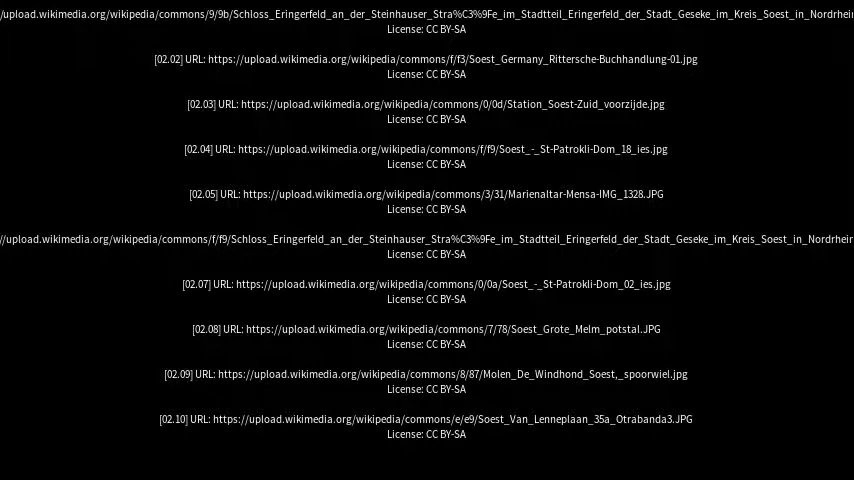 /upload.wikimedia.org/wikipedia/commons/9/9b/Schloss_Eringerfeld_an_der_Steinhauser_Stra%C3%9Fe_im_Stadtteil_Eringerfeld_der_Stadt_Geseke_im_Kreis_Soest_in_Nordrhein
License: CC BY-SA
[02.02] URL: https://upload.wikimedia.org/wikipedia/commons/f/f3/Soest_Germany_Rittersche-Buchhandlung-01.jpg
License: CC BY-SA
[02.03] URL: https://upload.wikimedia.org/wikipedia/commons/0/0d/Station_Soest-Zuid_voorzijde.jpg
License: CC BY-SA
[02.04] URL: https://upload.wikimedia.org/wikipedia/commons/f/f9/Soest_-_St-Patrokli-Dom_18_ies.jpg
License: CC BY-SA
[02.05] URL: https://upload.wikimedia.org/wikipedia/commons/3/31/Marienaltar-Mensa-IMG_1328.JPG
License: CC BY-SA
//upload.wikimedia.org/wikipedia/commons/f/f9/Schloss_Eringerfeld_an_der_Steinhauser_Stra%C3%9Fe_im_Stadtteil_Eringerfeld_der_Stadt_Geseke_im_Kreis_Soest_in_Nordrhein
License: CC BY-SA
[02.07] URL: https://upload.wikimedia.org/wikipedia/commons/0/0a/Soest_-_St-Patrokli-Dom_02_ies.jpg
License: CC BY-SA
[02.08] URL: https://upload.wikimedia.org/wikipedia/commons/7/78/Soest_Grote_Melm_potstal.JPG
License: CC BY-SA
[02.09] URL: https://upload.wikimedia.org/wikipedia/commons/8/87/Molen_De_Windhond_Soest,_spoorwiel.jpg
License: CC BY-SA
[02.10] URL: https://upload.wikimedia.org/wikipedia/commons/e/e9/Soest_Van_Lenneplaan_35a_Otrabanda3.JPG
License: CC BY-SA